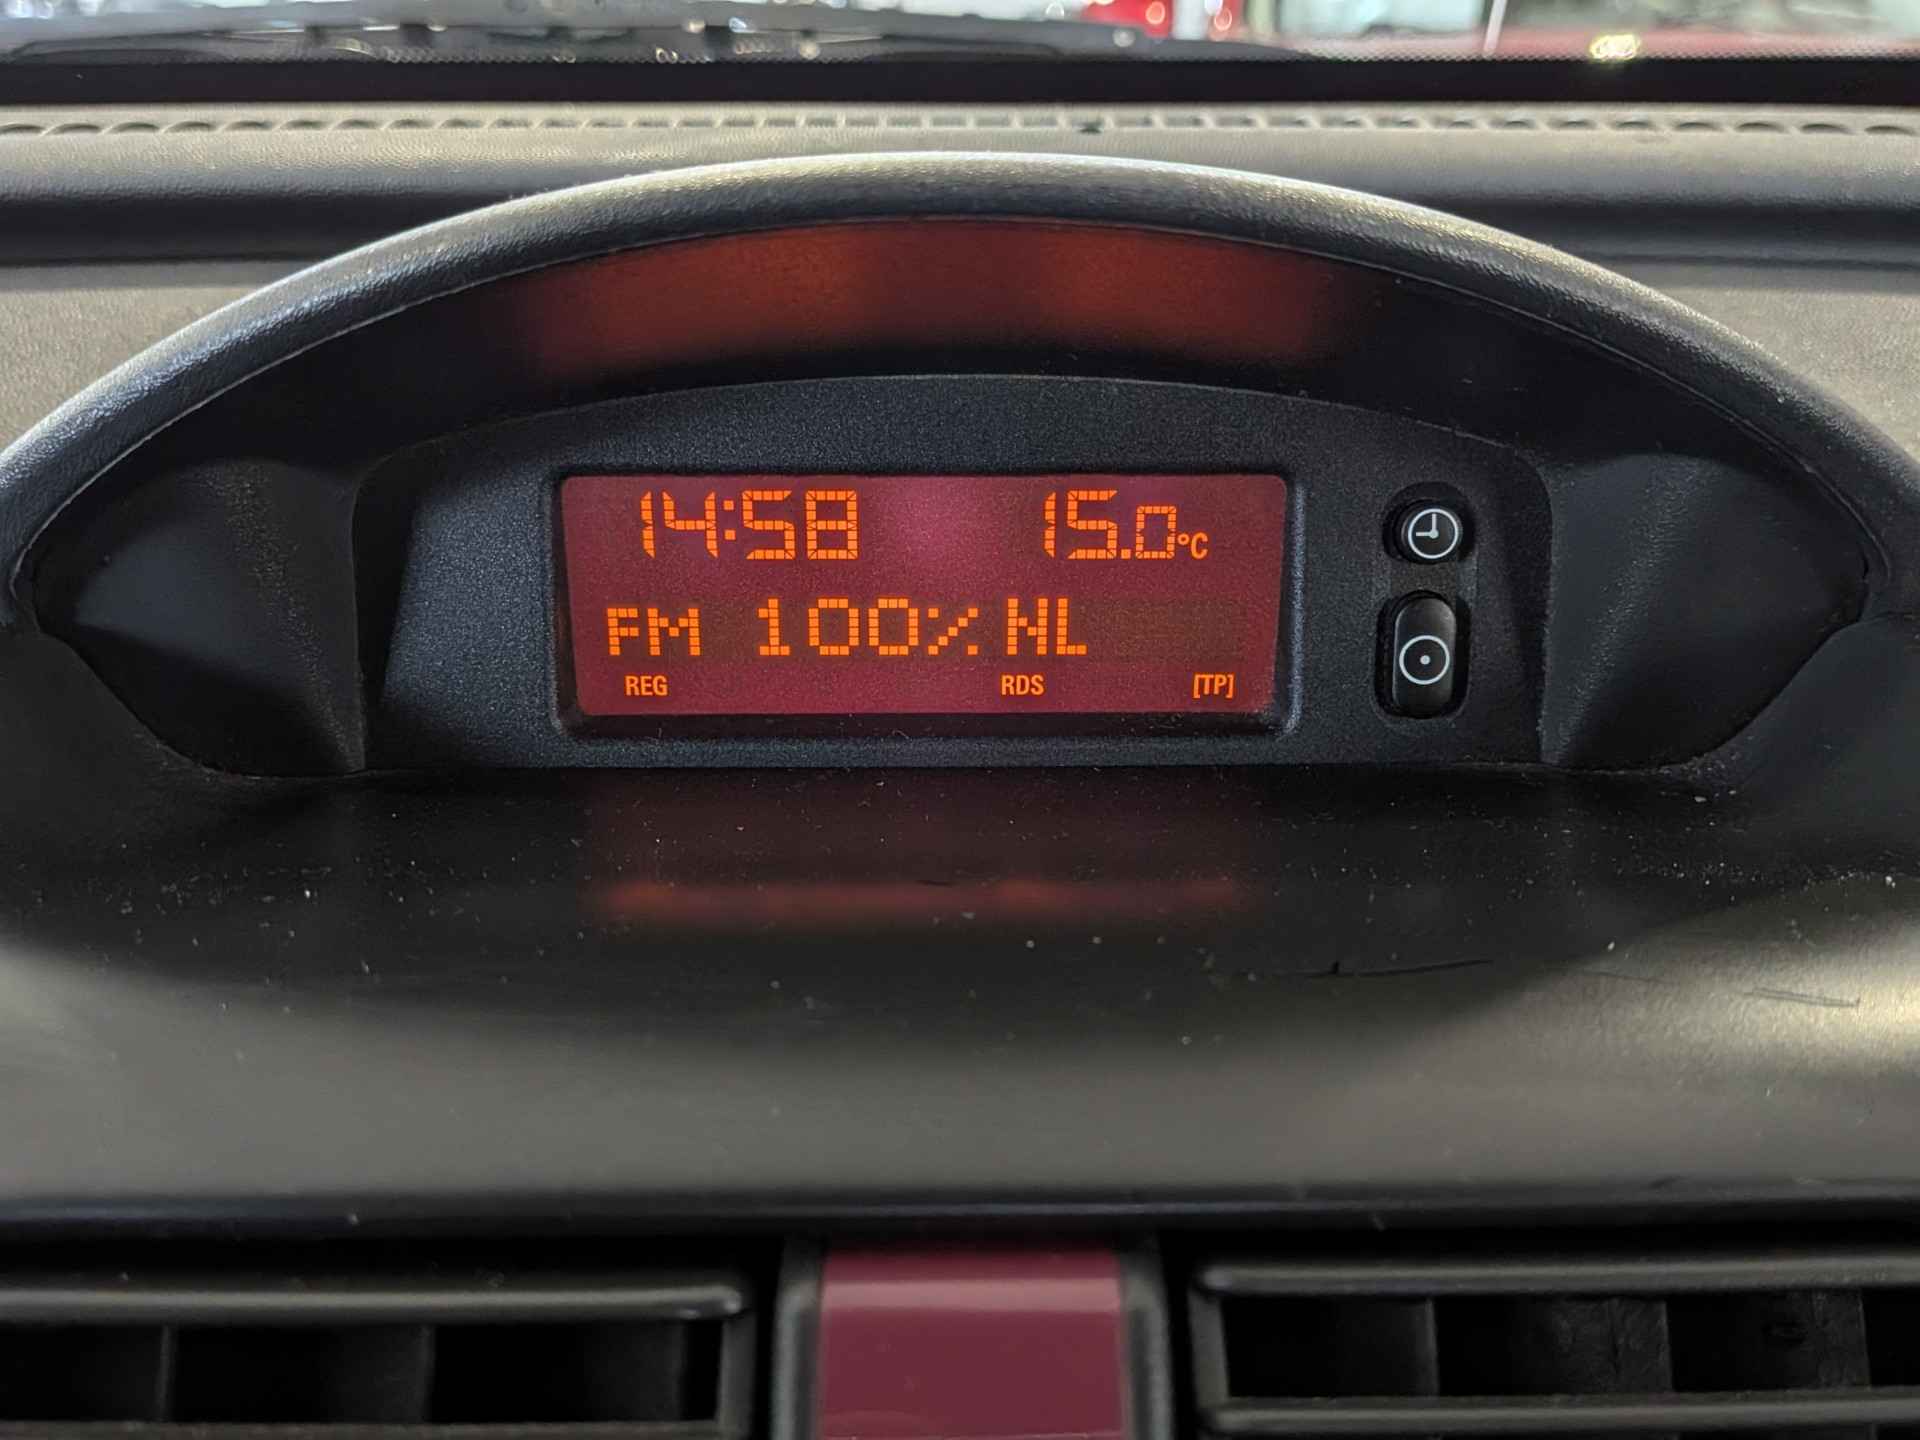 14:58 15.0°C
FM 100% NL
REG RDS [TP]